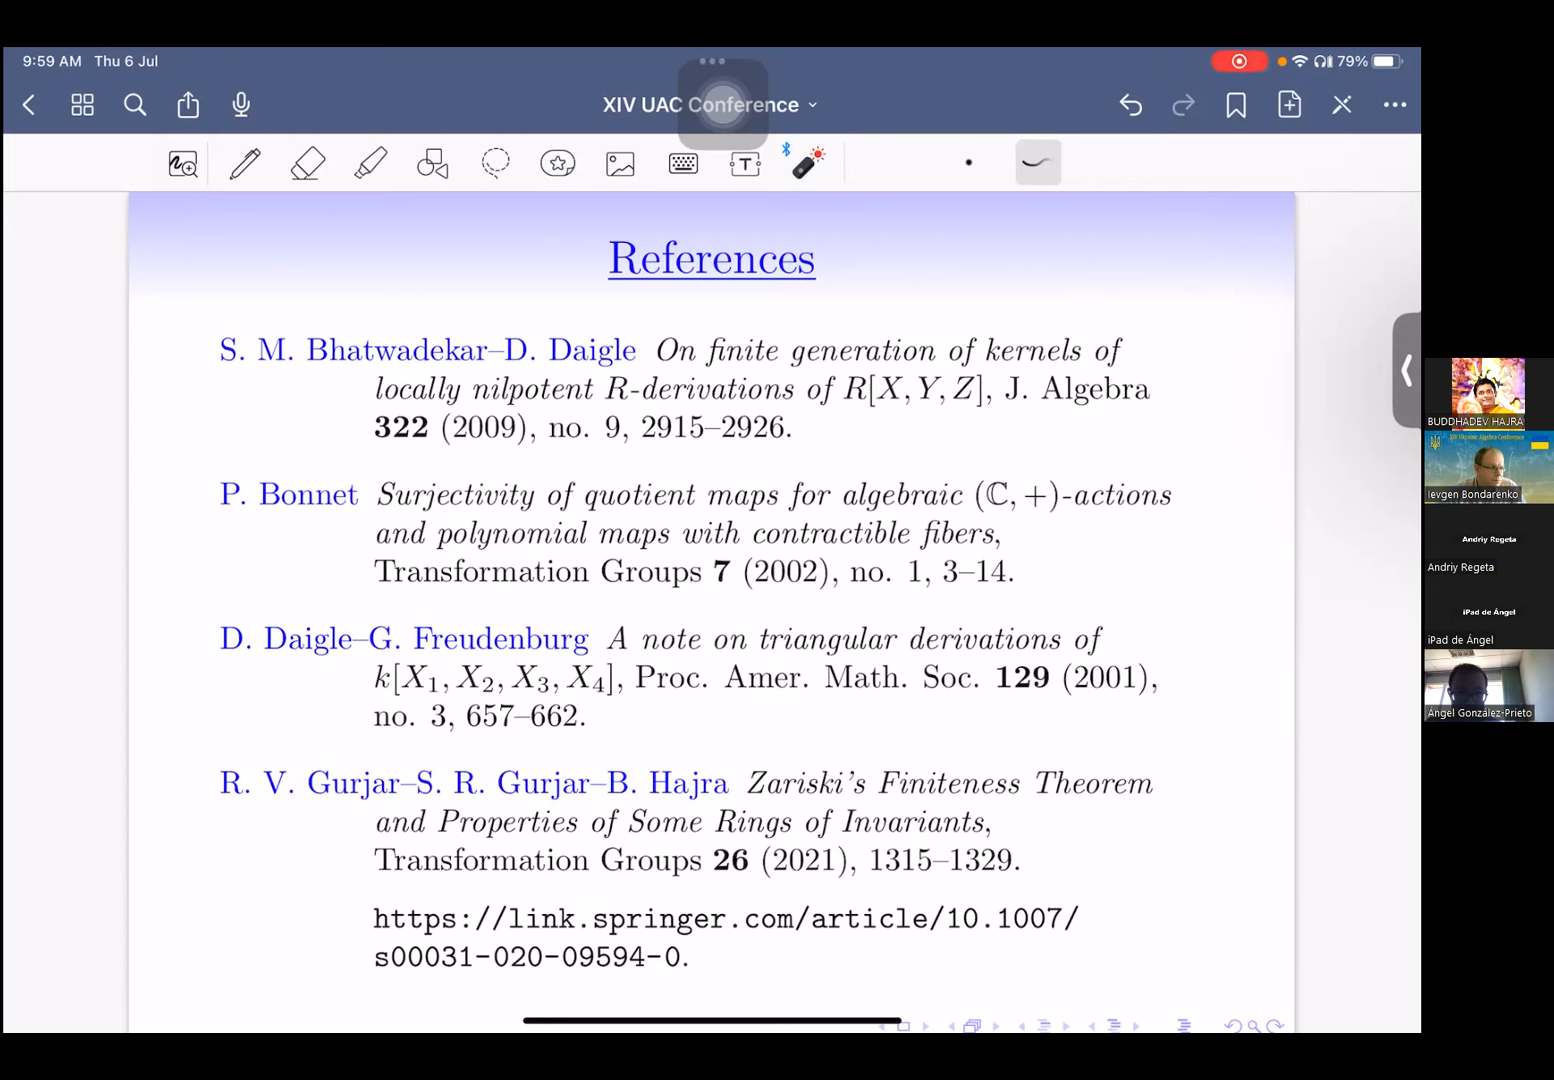 9:59 AM Thu 6 Jul
79%
XIV UAC Conference
References
S. M. Bhatwadekar–D. Daigle On finite generation of kernels of
locally nilpotent R-derivations of R[X, Y, Z], J. Algebra
322 (2009), no. 9, 2915–2926.
P. Bonnet Surjectivity of quotient maps for algebraic (ℂ, +)-actions
and polynomial maps with contractible fibers,
Transformation Groups 7 (2002), no. 1, 3–14.
D. Daigle–G. Freudenburg A note on triangular derivations of
k[X₁, X₂, X₃, X₄], Proc. Amer. Math. Soc. 129 (2001),
no. 3, 657–662.
R. V. Gurjar–S. R. Gurjar–B. Hajra Zariski's Finiteness Theorem
and Properties of Some Rings of Invariants,
Transformation Groups 26 (2021), 1315–1329.
https://link.springer.com/article/10.1007/
s00031-020-09594-0.
BUDDHADEV HAJRA
XIV Ukraine Algebra Conference
Ievgen Bondarenko
Andriy Regeta
Andriy Regeta
iPad de Ángel
iPad de Ángel
Ángel González-Prieto